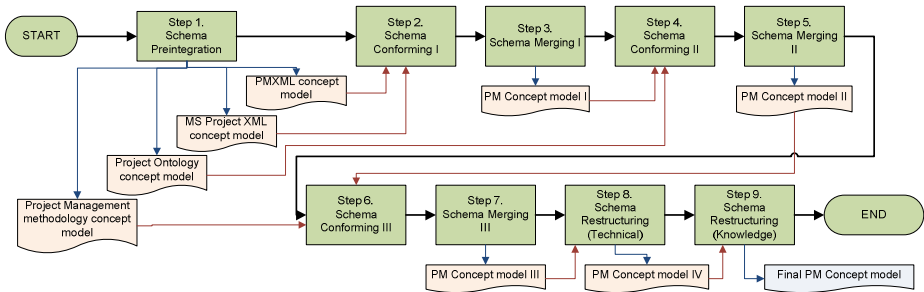 START
Step 1.
Schema
Preintegration
Step 2.
Schema
Conforming I
Step 3.
Schema
Merging I
Step 4.
Schema
Conforming II
Step 5.
Schema Merging
II
PMXML concept
model
PM Concept model I
PM Concept model II
MS Project XML
concept model
Project Ontology
concept model
Project Management
methodology concept
model
Step 6.
Schema
Conforming III
Step 7.
Schema Merging
III
Step 8.
Schema
Restructuring
(Technical)
Step 9.
Schema
Restructuring
(Knowledge)
END
PM Concept model III
PM Concept model IV
Final PM Concept model